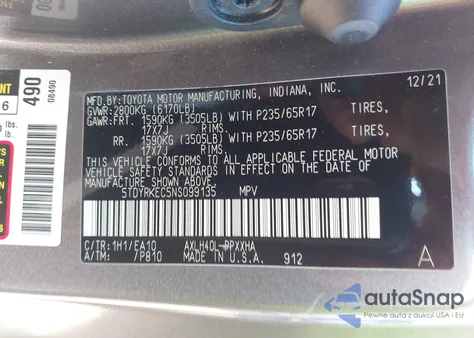 MFD.BY:TOYOTA MOTOR MANUFACTURING, INDIANA, INC. 12/21
GVWR:2800KG (6170LB)
GAWR:FRT. 1590KG (3505LB) WITH P235/65R17 TIRES,
17X7J RIMS
RR. 1590KG (3505LB) WITH P235/65R17 TIRES,
17X7J RIMS
THIS VEHICLE CONFORMS TO ALL APPLICABLE FEDERAL MOTOR
VEHICLE SAFETY STANDARDS IN EFFECT ON THE DATE OF
MANUFACTURE SHOWN ABOVE.
5TDYRKEC5NS099135 MPV
C/TR:1H1/EA10 AXLH40L-PPXXHA
A/TM: /P810 MADE IN U.S.A. 912 A
490
08490
autoSnap
Pewne auta z USA i EU